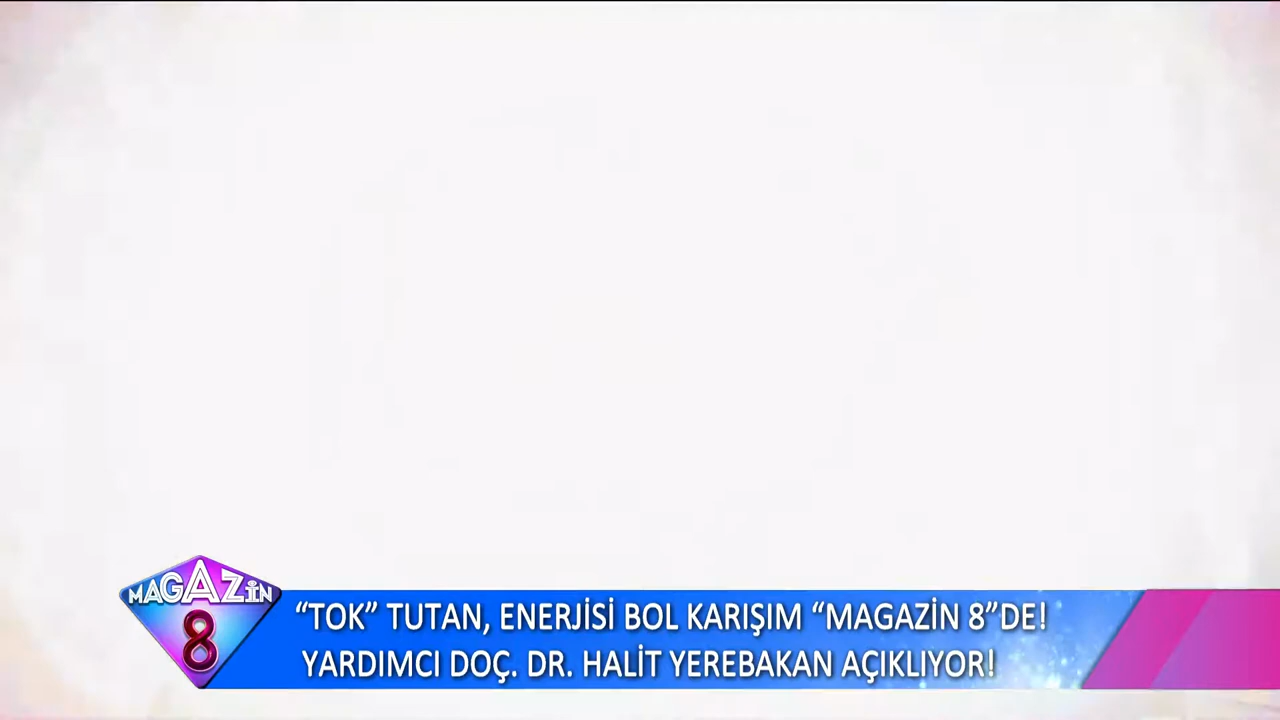 MAGAZİN
8
“TOK” TUTAN, ENERJİSİ BOL KARIŞIM “MAGAZİN 8”DE!
YARDIMCI DOÇ. DR. HALİT YEREBAKAN AÇIKLIYOR!